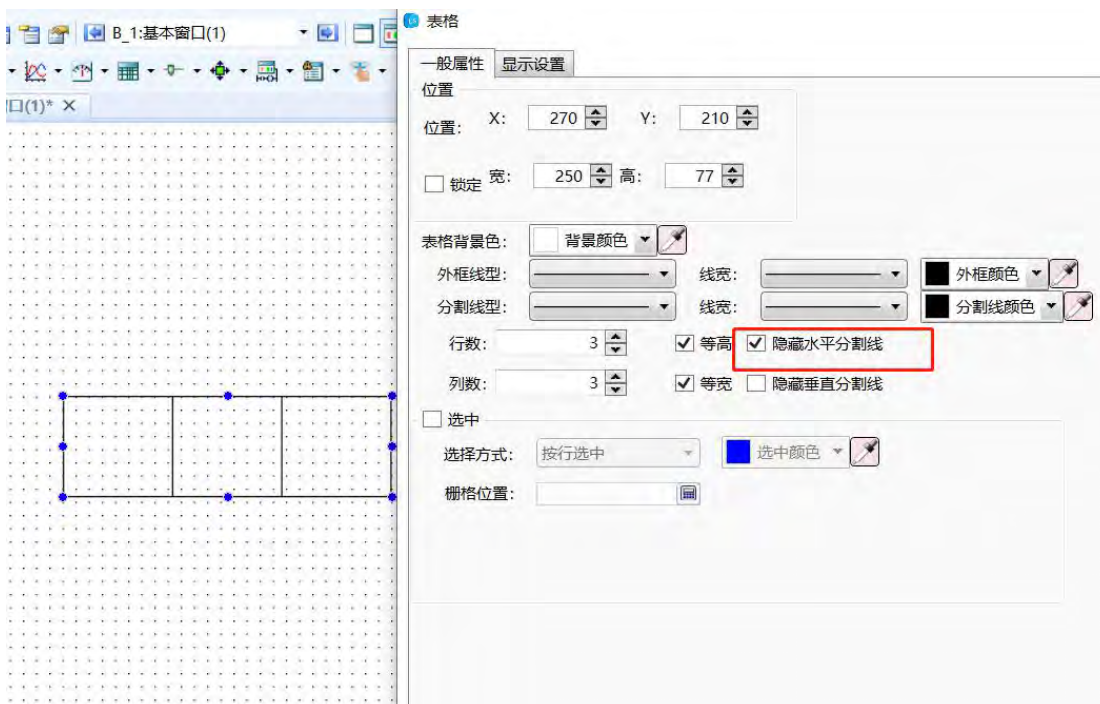 B_1:基本窗口(1)
表格
窗口(1)* X
一般属性 显示设置
位置
位置: X: 270 Y: 210
锁定 宽: 250 高: 77
表格背景色: 背景颜色
外框线型: 线宽: 外框颜色
分割线型: 线宽: 分割线颜色
行数: 3 等高 隐藏水平分割线
列数: 3 等宽 隐藏垂直分割线
选中
选择方式: 按行选中 选中颜色
栅格位置: